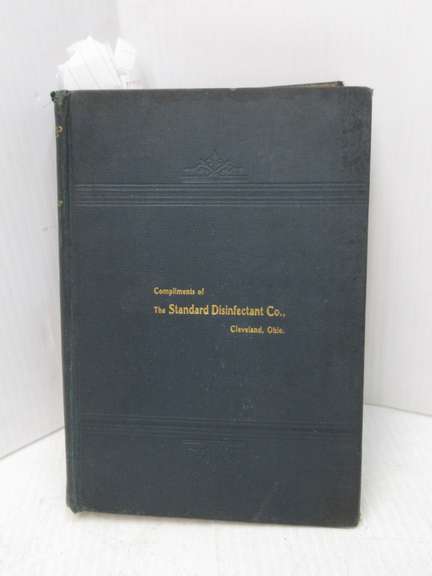 Compliments of
The Standard Disinfectant Co.,
Cleveland, Ohio.